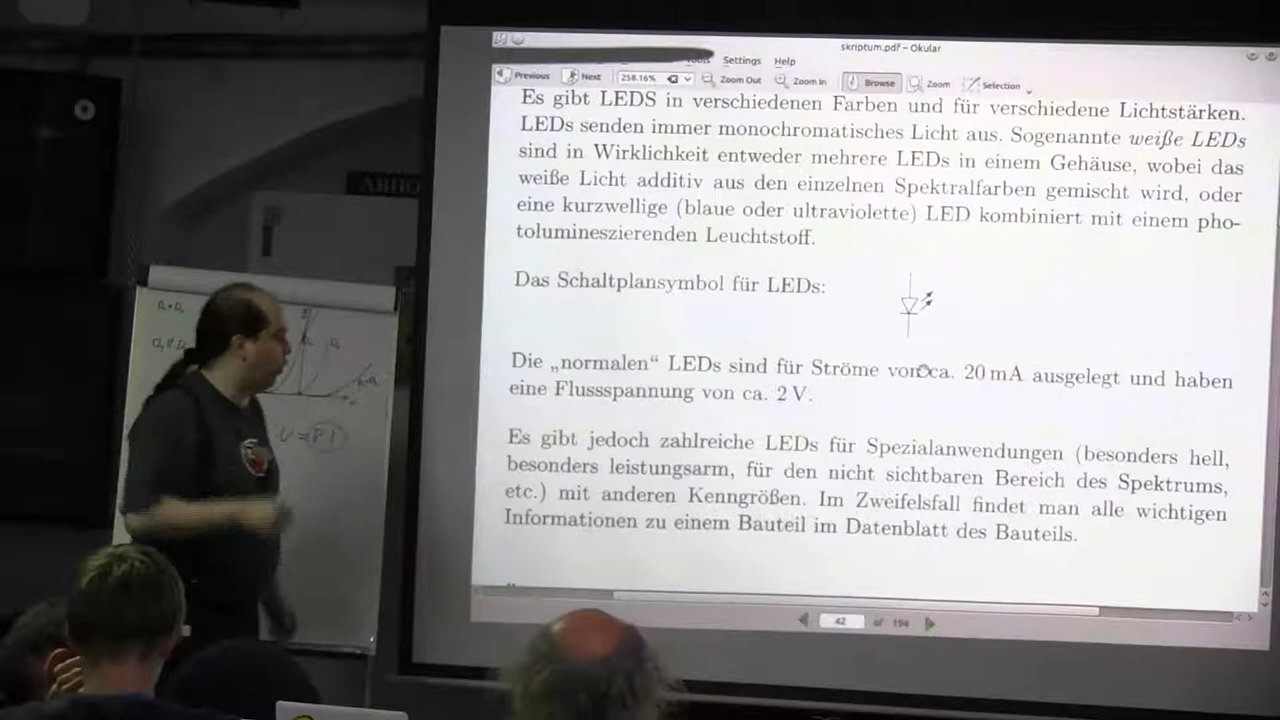 skriptum.pdf – Okular
Settings Help
Previous Next 258.16% Zoom Out Zoom In Browse Zoom Selection
Es gibt LEDS in verschiedenen Farben und für verschiedene Lichtstärken.
LEDs senden immer monochromatisches Licht aus. Sogenannte weiße LEDs
sind in Wirklichkeit entweder mehrere LEDs in einem Gehäuse, wobei das
weiße Licht additiv aus den einzelnen Spektralfarben gemischt wird, oder
eine kurzwellige (blaue oder ultraviolette) LED kombiniert mit einem pho-
tolumineszierenden Leuchtstoff.
Das Schaltplansymbol für LEDs:
Die „normalen“ LEDs sind für Ströme von ca. 20 mA ausgelegt und haben
eine Flussspannung von ca. 2 V.
Es gibt jedoch zahlreiche LEDs für Spezialanwendungen (besonders hell,
besonders leistungsarm, für den nicht sichtbaren Bereich des Spektrums,
etc.) mit anderen Kenngrößen. Im Zweifelsfall findet man alle wichtigen
Informationen zu einem Bauteil im Datenblatt des Bauteils.
42 of 194